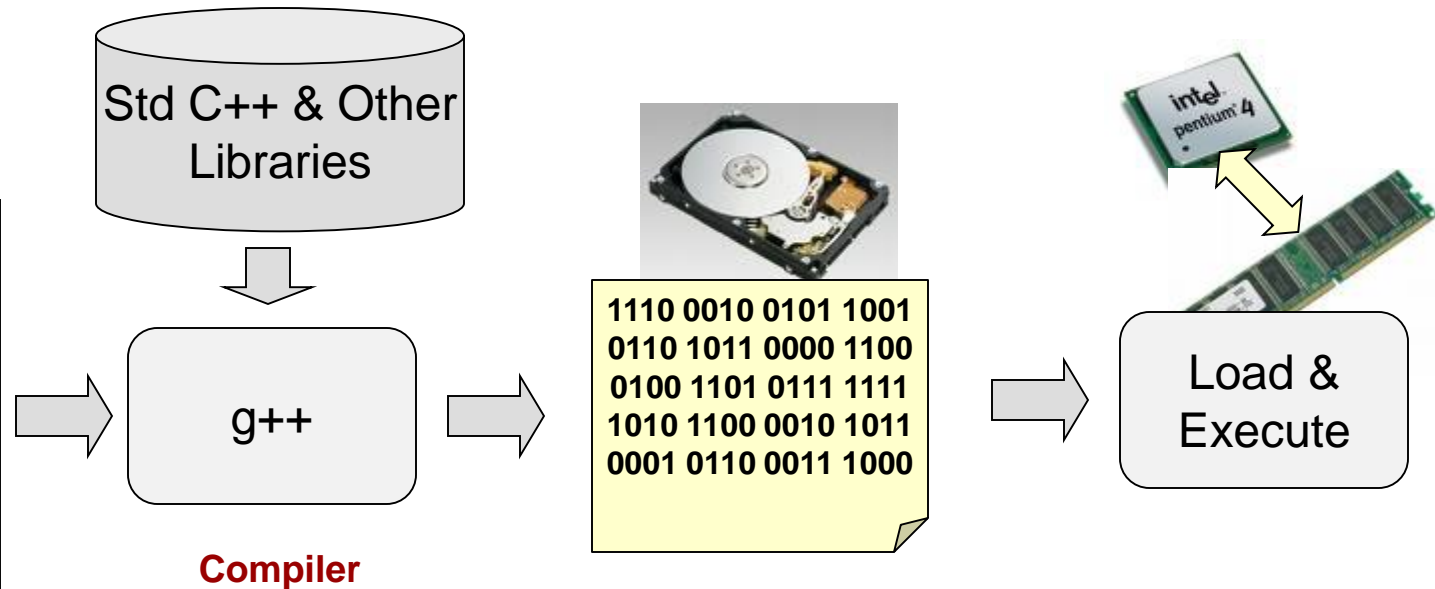 Std C++ & Other
Libraries
intel
pentium 4
1110 0010 0101 1001
0110 1011 0000 1100
0100 1101 0111 1111
1010 1100 0010 1011
0001 0110 0011 1000
g++
Load &
Execute
Compiler